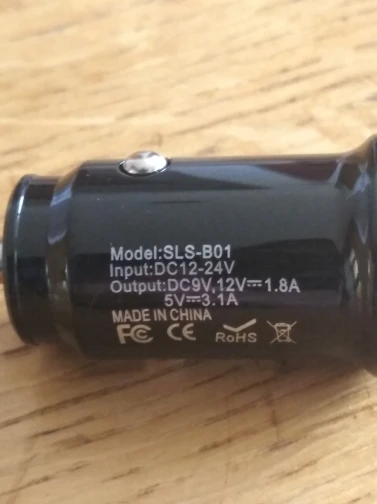 Model:SLS-B01
Input:DC12-24V
Output:DC9V,12V⎓1.8A
5V⎓3.1A
MADE IN CHINA
FC CE RoHS